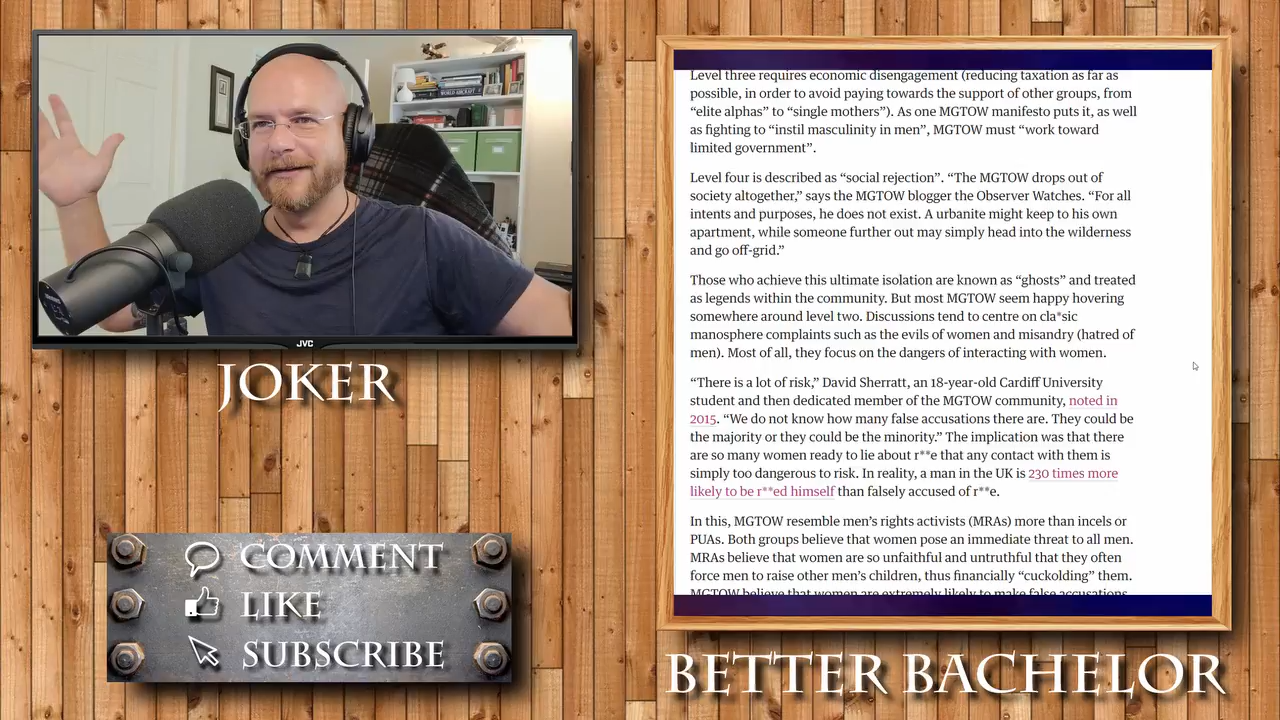 JVC
JOKER
COMMENT
LIKE
SUBSCRIBE
Level three requires economic disengagement (reducing taxation as far as
possible, in order to avoid paying towards the support of other groups, from
“elite alphas” to “single mothers”). As one MGTOW manifesto puts it, as well
as fighting to “instil masculinity in men”, MGTOW must “work toward
limited government”.
Level four is described as “social rejection”. “The MGTOW drops out of
society altogether,” says the MGTOW blogger the Observer Watches. “For all
intents and purposes, he does not exist. A urbanite might keep to his own
apartment, while someone further out may simply head into the wilderness
and go off-grid.”
Those who achieve this ultimate isolation are known as “ghosts” and treated
as legends within the community. But most MGTOW seem happy hovering
somewhere around level two. Discussions tend to centre on cla*sic
manosphere complaints such as the evils of women and misandry (hatred of
men). Most of all, they focus on the dangers of interacting with women.
“There is a lot of risk,” David Sherratt, an 18-year-old Cardiff University
student and then dedicated member of the MGTOW community, noted in
2015. “We do not know how many false accusations there are. They could be
the majority or they could be the minority.” The implication was that there
are so many women ready to lie about r**e that any contact with them is
simply too dangerous to risk. In reality, a man in the UK is 230 times more
likely to be r**ed himself than falsely accused of r**e.
In this, MGTOW resemble men’s rights activists (MRAs) more than incels or
PUAs. Both groups believe that women pose an immediate threat to all men.
MRAs believe that women are so unfaithful and untruthful that they often
force men to raise other men’s children, thus financially “cuckolding” them.
MGTOW believe that women are extremely likely to make false accusations
BETTER BACHELOR